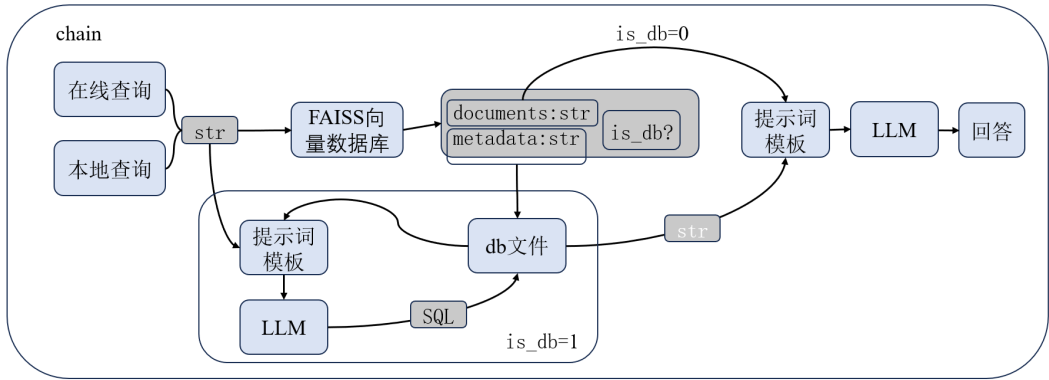 chain
is_db=0
在线查询
本地查询
str
FAISS向
量数据库
documents:str
metadata:str
is_db?
提示词
模板
LLM
回答
提示词
模板
db文件
str
LLM
SQL
is_db=1